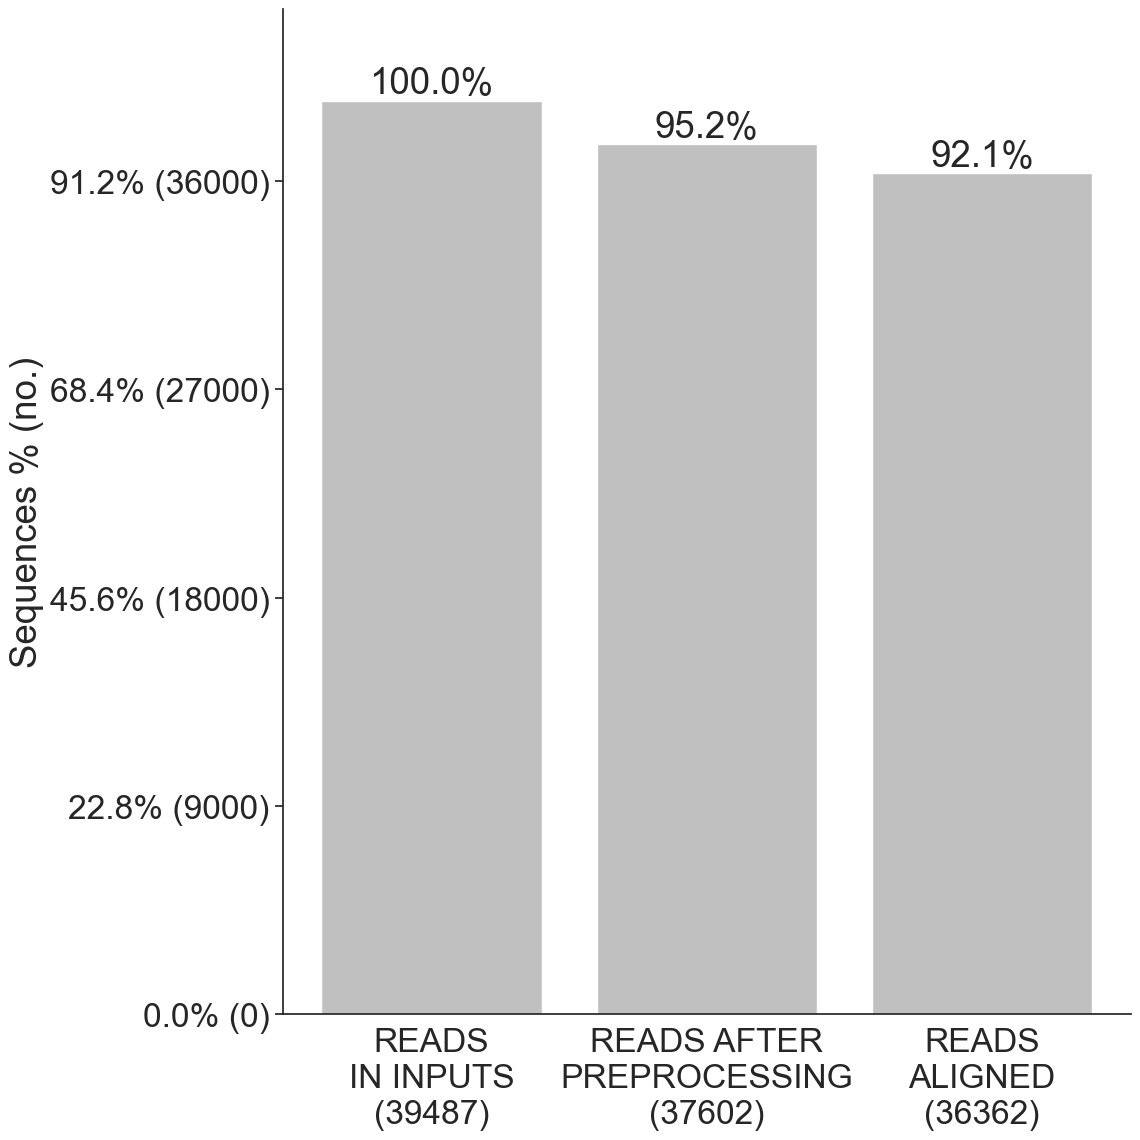 100.0%
95.2%
92.1%
91.2% (36000)
68.4% (27000)
45.6% (18000)
22.8% (9000)
0.0% (0)
Sequences % (no.)
READS
IN INPUTS
(39487)
READS AFTER
PREPROCESSING
(37602)
READS
ALIGNED
(36362)